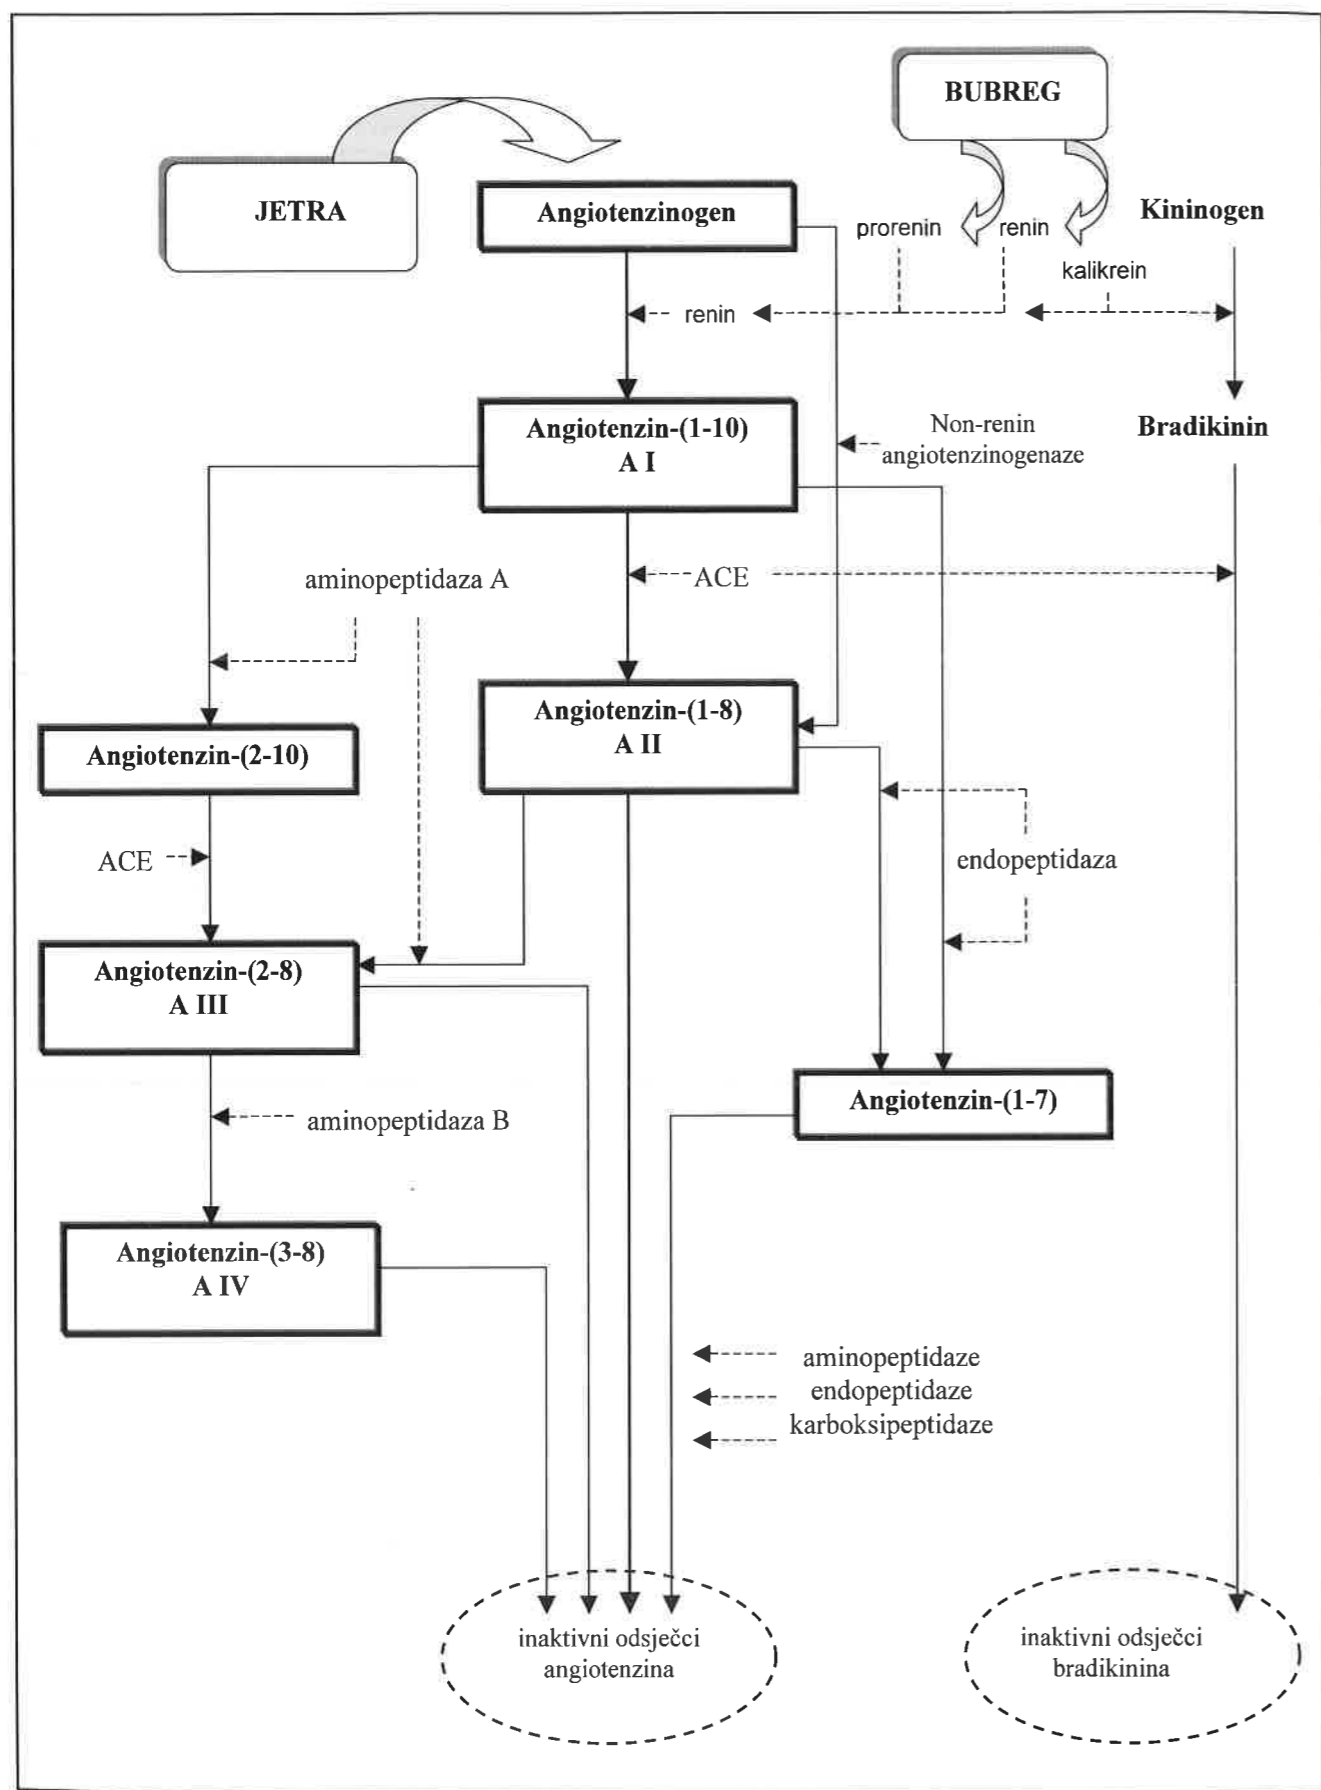 BUBREG
JETRA
Angiotenzinogen
prorenin
renin
Kininogen
kalikrein
renin
Angiotenzin-(1-10)
A I
Non-renin
angiotenzinogenaze
Bradikinin
aminopeptidaza A
ACE
Angiotenzin-(1-8)
A II
Angiotenzin-(2-10)
ACE
endopeptidaza
Angiotenzin-(2-8)
A III
Angiotenzin-(1-7)
aminopeptidaza B
Angiotenzin-(3-8)
A IV
aminopeptidaze
endopeptidaze
karboksipeptidaze
inaktivni odsječci
angiotenzina
inaktivni odsječci
bradikinina